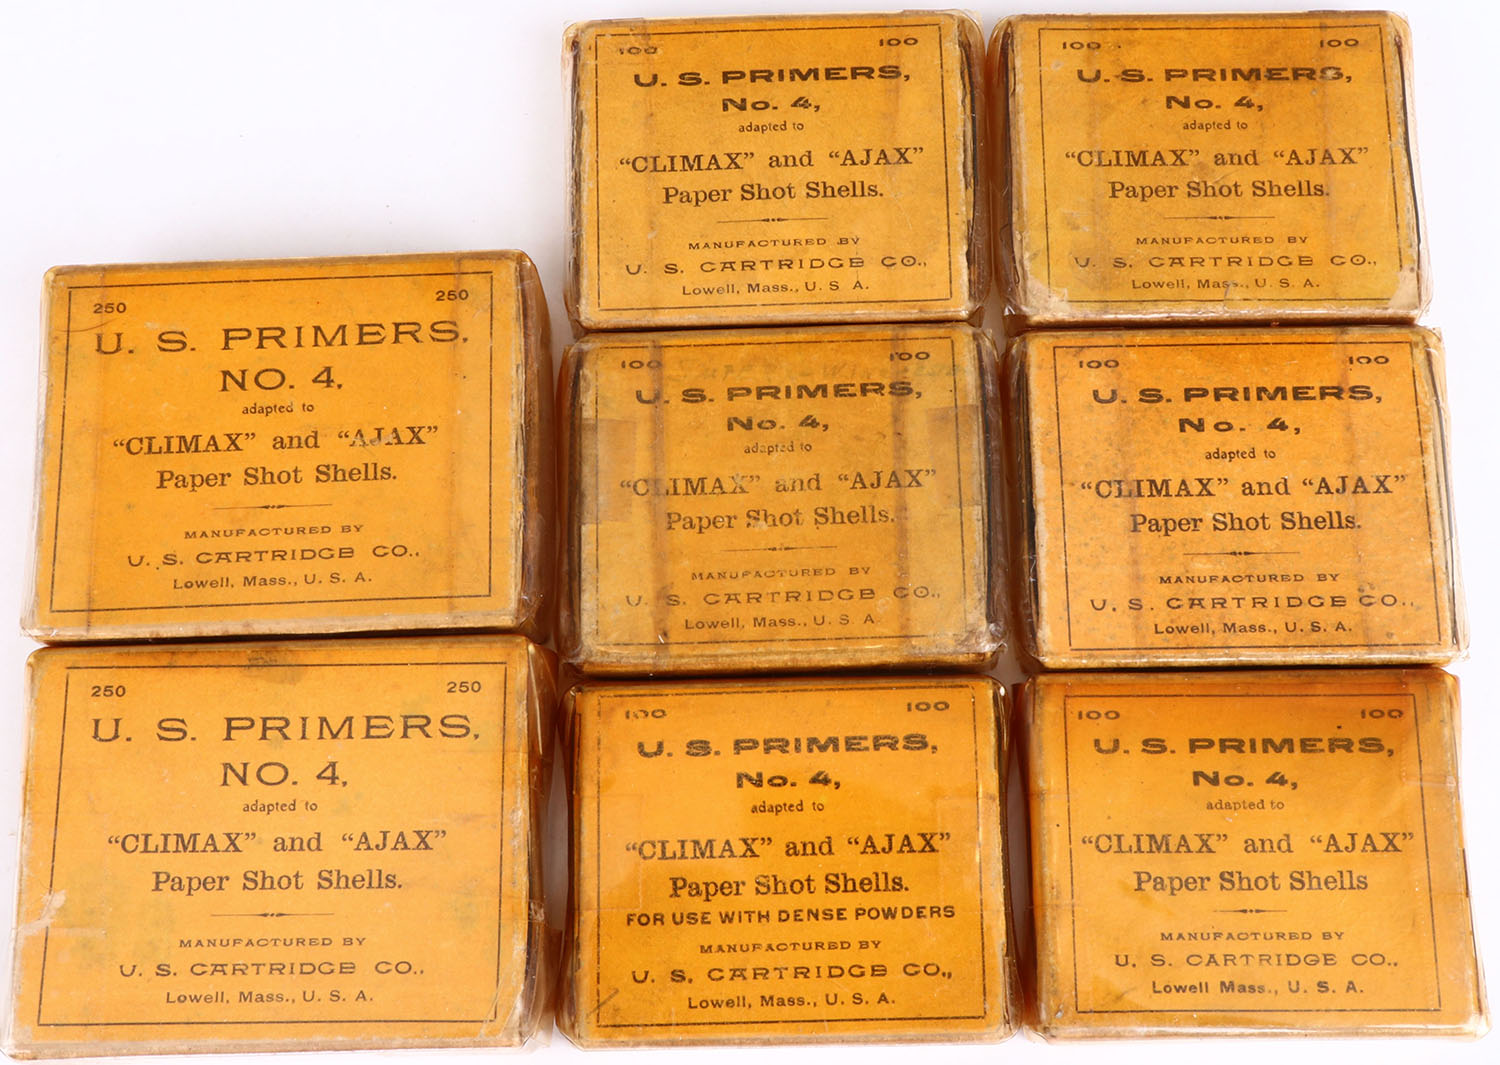 250 250
U. S. PRIMERS,
NO. 4,
adapted to
"CLIMAX" and "AJAX"
Paper Shot Shells.
MANUFACTURED BY
U. S. CARTRIDGE CO.,
Lowell, Mass., U. S. A.
250 250
U. S. PRIMERS,
NO. 4,
adapted to
"CLIMAX" and "AJAX"
Paper Shot Shells.
MANUFACTURED BY
U. S. CARTRIDGE CO.,
Lowell, Mass., U. S. A.
100 100
U. S. PRIMERS,
No. 4,
adapted to
"CLIMAX" and "AJAX"
Paper Shot Shells.
MANUFACTURED BY
U. S. CARTRIDGE CO.,
Lowell, Mass., U. S. A.
100 100
U. S. PRIMERS,
No. 4,
adapted to
"CLIMAX" and "AJAX"
Paper Shot Shells.
MANUFACTURED BY
U. S. CARTRIDGE CO.,
Lowell, Mass., U. S. A.
100 100
U. S. PRIMERS,
No. 4,
adapted to
"CLIMAX" and "AJAX"
Paper Shot Shells.
MANUFACTURED BY
U. S. CARTRIDGE CO.,
Lowell, Mass., U. S. A.
100 100
U. S. PRIMERS,
No. 4,
adapted to
"CLIMAX" and "AJAX"
Paper Shot Shells.
MANUFACTURED BY
U. S. CARTRIDGE CO.,
Lowell, Mass., U. S. A.
100 100
U. S. PRIMERS,
No. 4,
adapted to
"CLIMAX" and "AJAX"
Paper Shot Shells.
FOR USE WITH DENSE POWDERS
MANUFACTURED BY
U. S. CARTRIDGE CO.,
Lowell, Mass., U. S. A.
100 100
U. S. PRIMERS,
No. 4,
adapted to
"CLIMAX" and "AJAX"
Paper Shot Shells
MANUFACTURED BY
U. S. CARTRIDGE CO.,
Lowell Mass., U. S. A.